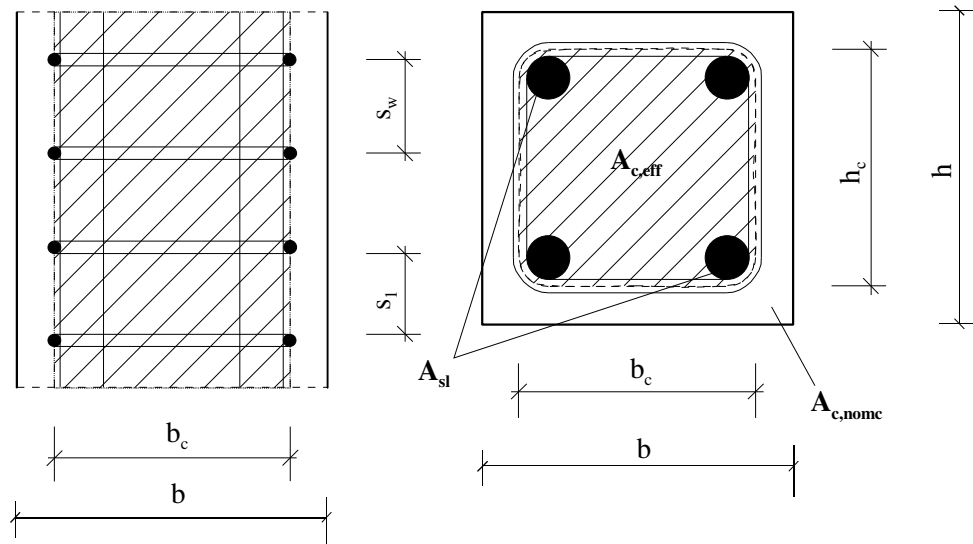 s_w
s_1
b_c
b
A_c,eff
h_c
h
A_sl
b_c
A_c,nomc
b